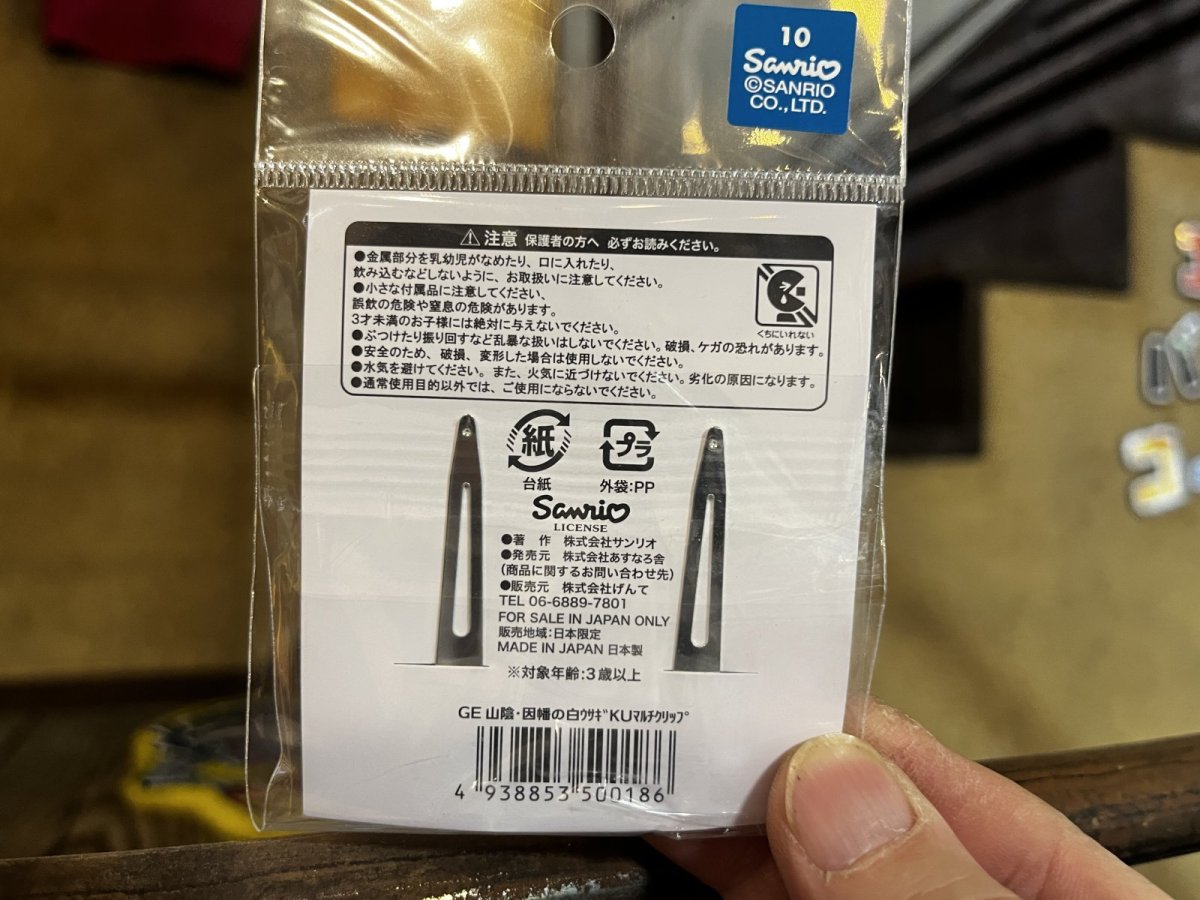 10
Sanrio
©SANRIO
CO.,LTD.
⚠注意 保護者の方へ 必ずお読みください。
●金属部分を乳幼児がなめたり、口に入れたり、
飲み込むなどしないように、お取扱いに注意してください。
●小さな付属品に注意してください、
誤飲の危険や窒息の危険があります。
3才未満のお子様には絶対に与えないでください。
くちにいれない
●ぶつけたり振り回すなど乱暴な扱いはしないでください。破損、ケガの恐れがあります。
●安全のため、破損、変形した場合は使用しないでください。
●水気を避けてください。また、火気に近づけないでください。劣化の原因になります。
●通常使用目的以外では、ご使用にならないでください。
紙 プラ
台紙 外袋:PP
Sanrio
LICENSE
●著 作 株式会社サンリオ
●発売元 株式会社あすなろ舎
(商品に関するお問い合わせ先)
●販売元 株式会社げんて
TEL 06-6889-7801
FOR SALE IN JAPAN ONLY
販売地域:日本限定
MADE IN JAPAN 日本製
※対象年齢:3歳以上
GE 山陰・因幡の白ウサギKUマルチクリップ
4 938853 500186